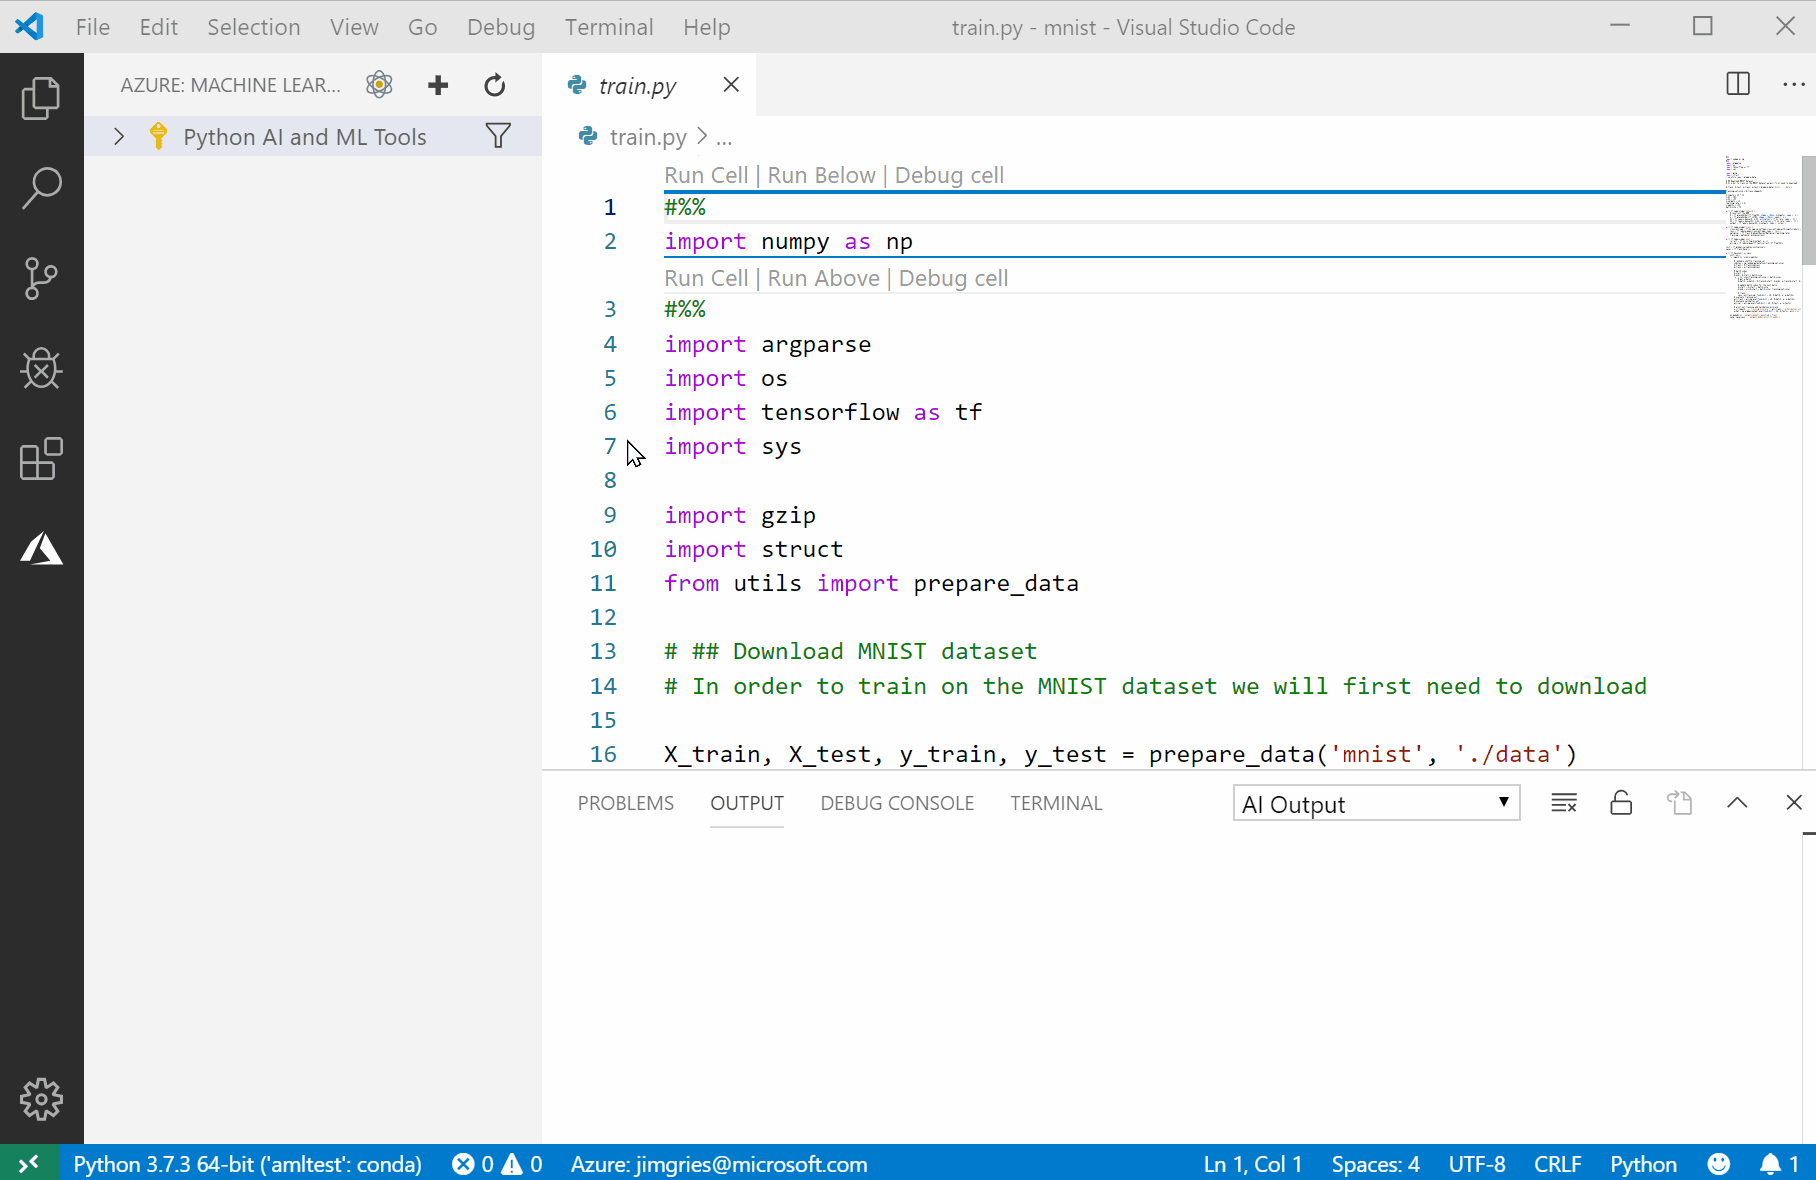 File Edit Selection View Go Debug Terminal Help train.py - mnist - Visual Studio Code
AZURE: MACHINE LEAR...
Python AI and ML Tools
train.py
train.py > ...
Run Cell | Run Below | Debug cell
1 #%%
2 import numpy as np
Run Cell | Run Above | Debug cell
3 #%%
4 import argparse
5 import os
6 import tensorflow as tf
7 import sys
8
9 import gzip
10 import struct
11 from utils import prepare_data
12
13 # ## Download MNIST dataset
14 # In order to train on the MNIST dataset we will first need to download
15
16 X_train, X_test, y_train, y_test = prepare_data('mnist', './data')
PROBLEMS OUTPUT DEBUG CONSOLE TERMINAL AI Output
Python 3.7.3 64-bit ('amltest': conda) 0 0 Azure: jimgries@microsoft.com Ln 1, Col 1 Spaces: 4 UTF-8 CRLF Python 1